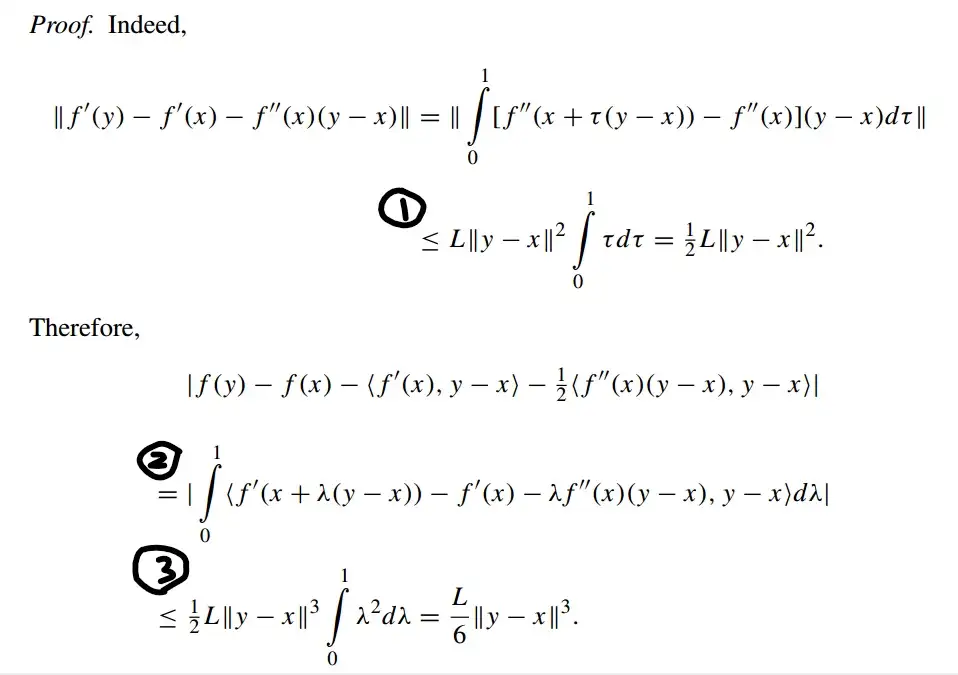 Proof. Indeed,
‖f′(y) − f′(x) − f″(x)(y − x)‖ = ‖ ∫₀¹ [f″(x + τ(y − x)) − f″(x)](y − x)dτ‖
① ≤ L‖y − x‖² ∫₀¹ τdτ = ½L‖y − x‖².
Therefore,
|f(y) − f(x) − ⟨f′(x), y − x⟩ − ½⟨f″(x)(y − x), y − x⟩|
② = | ∫₀¹ ⟨f′(x + λ(y − x)) − f′(x) − λf″(x)(y − x), y − x⟩dλ|
③ ≤ ½L‖y − x‖³ ∫₀¹ λ²dλ = L/6 ‖y − x‖³.